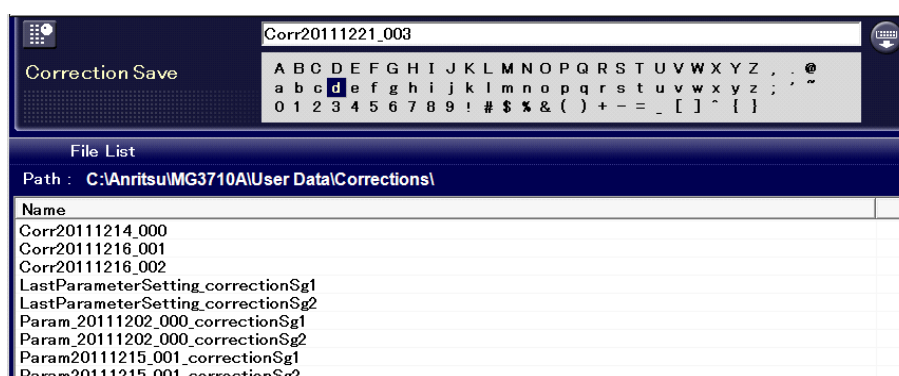 Corr20111221_003
Correction Save
A B C D E F G H I J K L M N O P Q R S T U V W X Y Z , . @
a b c d e f g h i j k l m n o p q r s t u v w x y z ; ' ~
0 1 2 3 4 5 6 7 8 9 ! # $ % & ( ) + - = _ [ ] ^ { }
File List
Path : C:\Anritsu\MG3710A\User Data\Corrections\
Name
Corr20111214_000
Corr20111216_001
Corr20111216_002
LastParameterSetting_correctionSg1
LastParameterSetting_correctionSg2
Param_20111202_000_correctionSg1
Param_20111202_000_correctionSg2
Param20111215_001_correctionSg1
Param20111215_001_correctionSg2